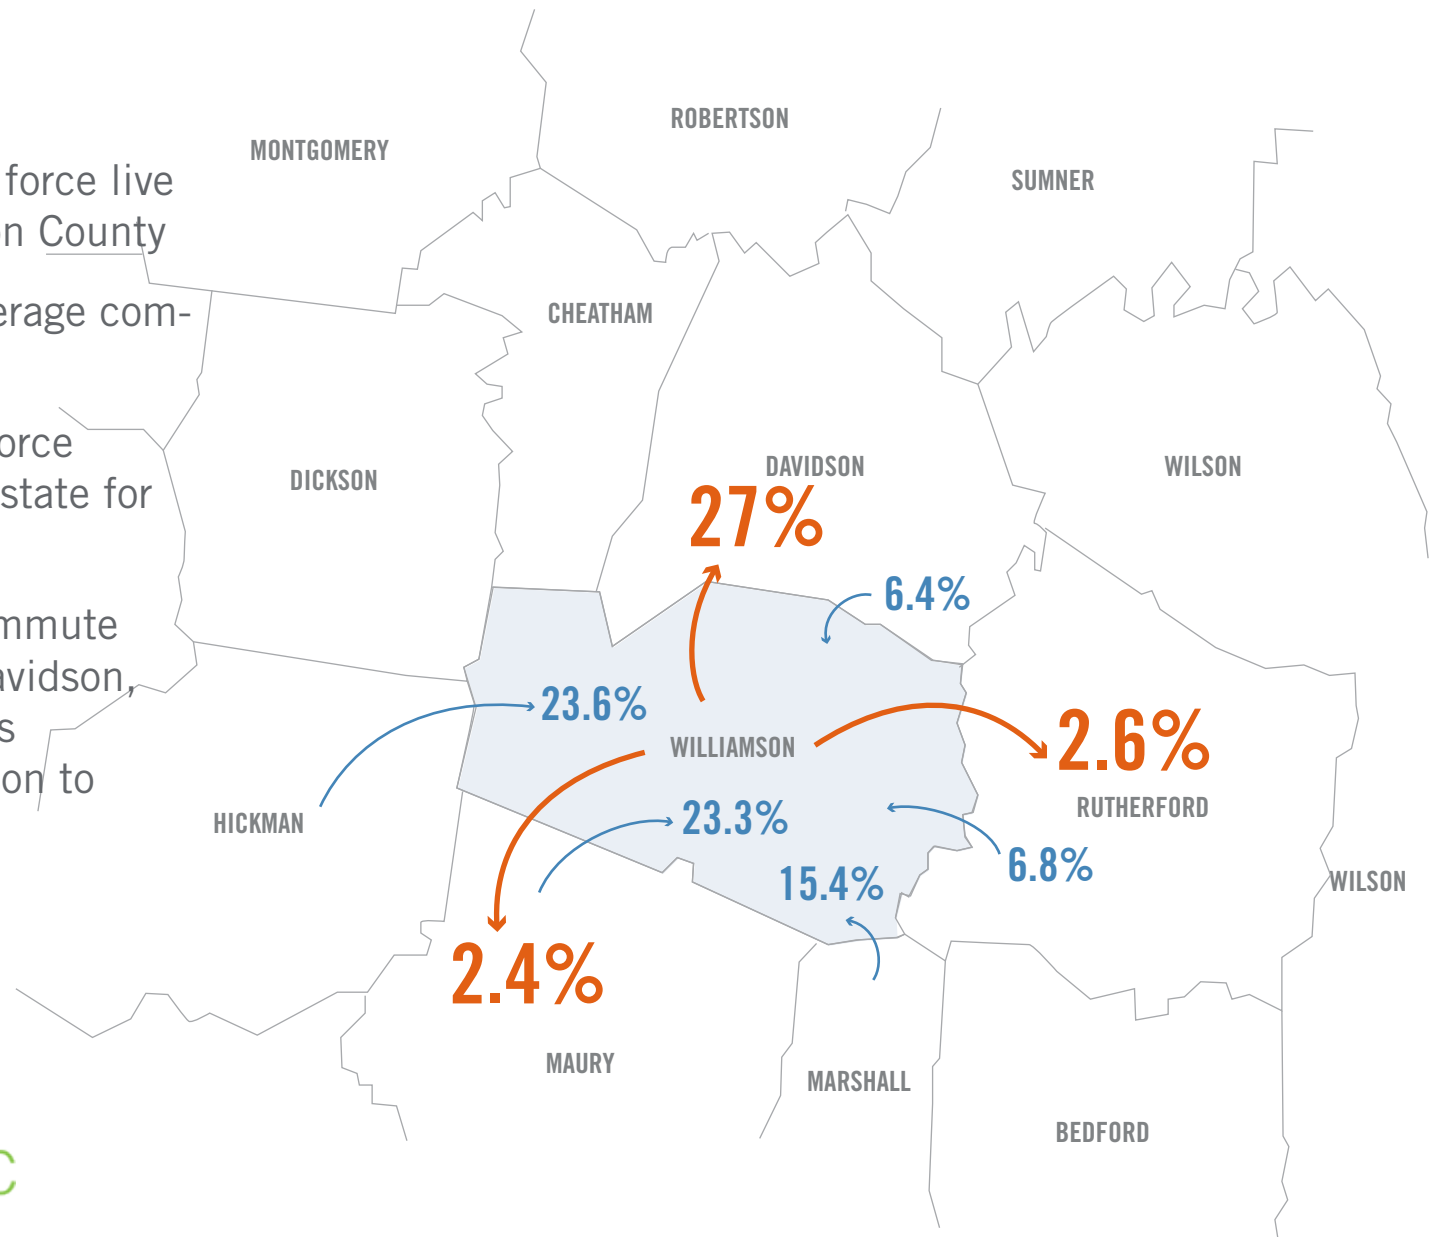 force live
on County
erage com-
orce
state for
mmute
avidson,
s
on to
MONTGOMERY
ROBERTSON
SUMNER
CHEATHAM
DICKSON
DAVIDSON
WILSON
27%
6.4%
23.6%
WILLIAMSON
2.6%
RUTHERFORD
HICKMAN
23.3%
6.8%
15.4%
WILSON
2.4%
MAURY
MARSHALL
BEDFORD
C